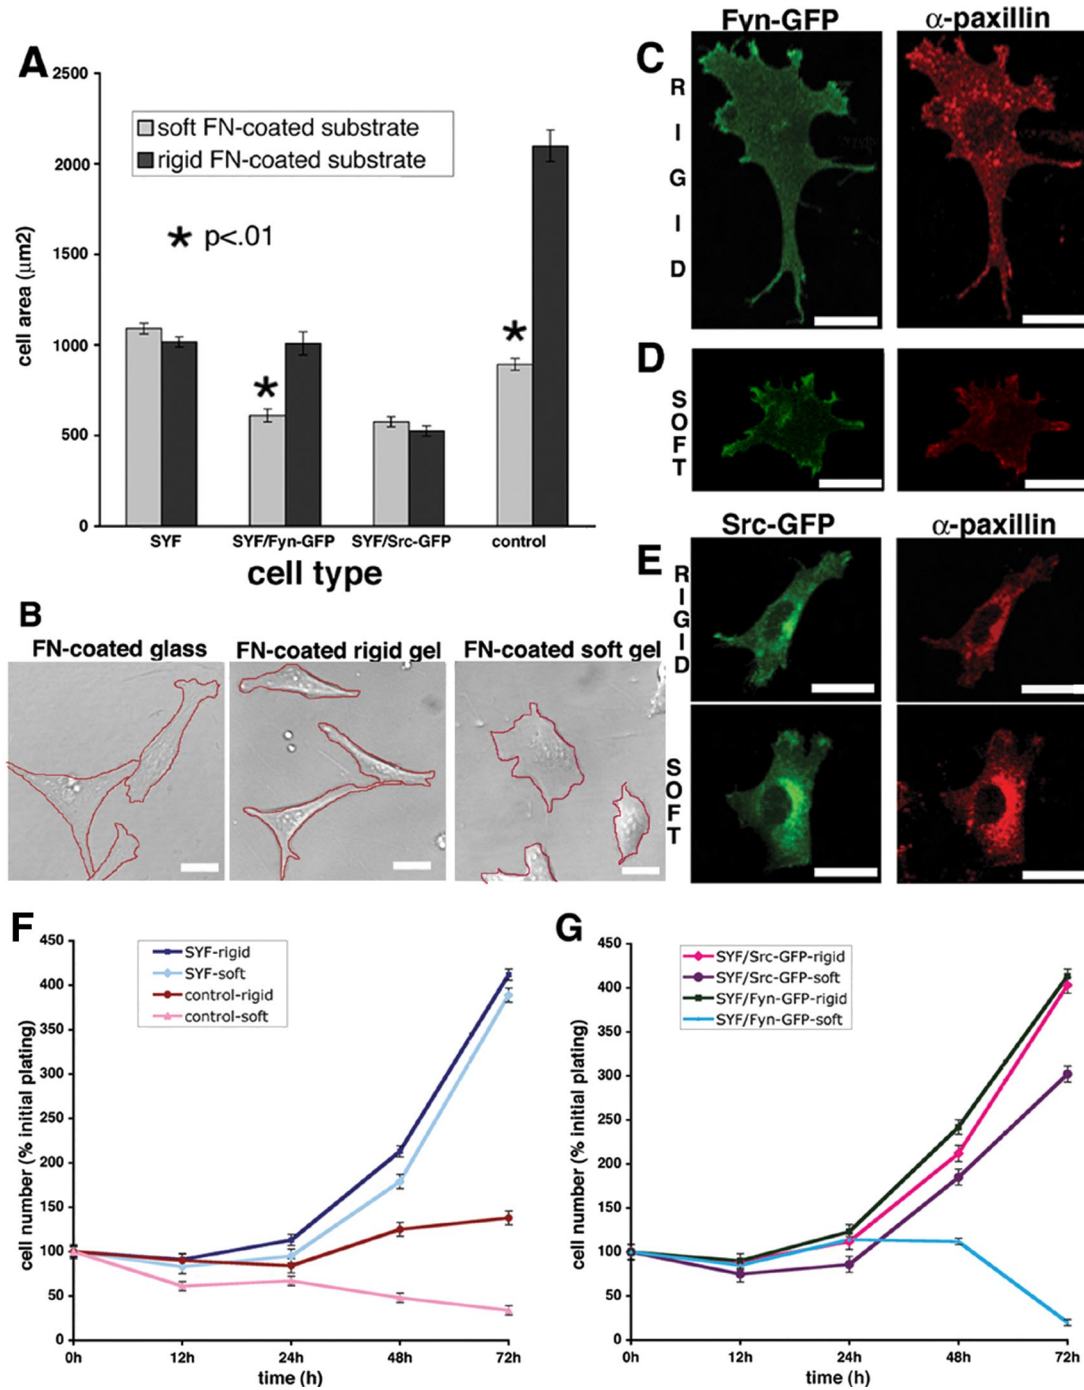 A
2500
2000
1500
1000
500
0
cell area (μm2)
soft FN-coated substrate
rigid FN-coated substrate
* p<.01
*
*
SYF
SYF/Fyn-GFP
SYF/Src-GFP
control
cell type
B
FN-coated glass
FN-coated rigid gel
FN-coated soft gel
Fyn-GFP
α-paxillin
C
R
I
G
I
D
D
S
O
F
T
Src-GFP
α-paxillin
E
R
I
G
I
D
S
O
F
T
F
450
400
350
300
250
200
150
100
50
0
cell number (% initial plating)
SYF-rigid
SYF-soft
control-rigid
control-soft
0h
12h
24h
48h
72h
time (h)
G
450
400
350
300
250
200
150
100
50
0
cell number (% initial plating)
SYF/Src-GFP-rigid
SYF/Src-GFP-soft
SYF/Fyn-GFP-rigid
SYF/Fyn-GFP-soft
0h
12h
24h
48h
72h
time (h)